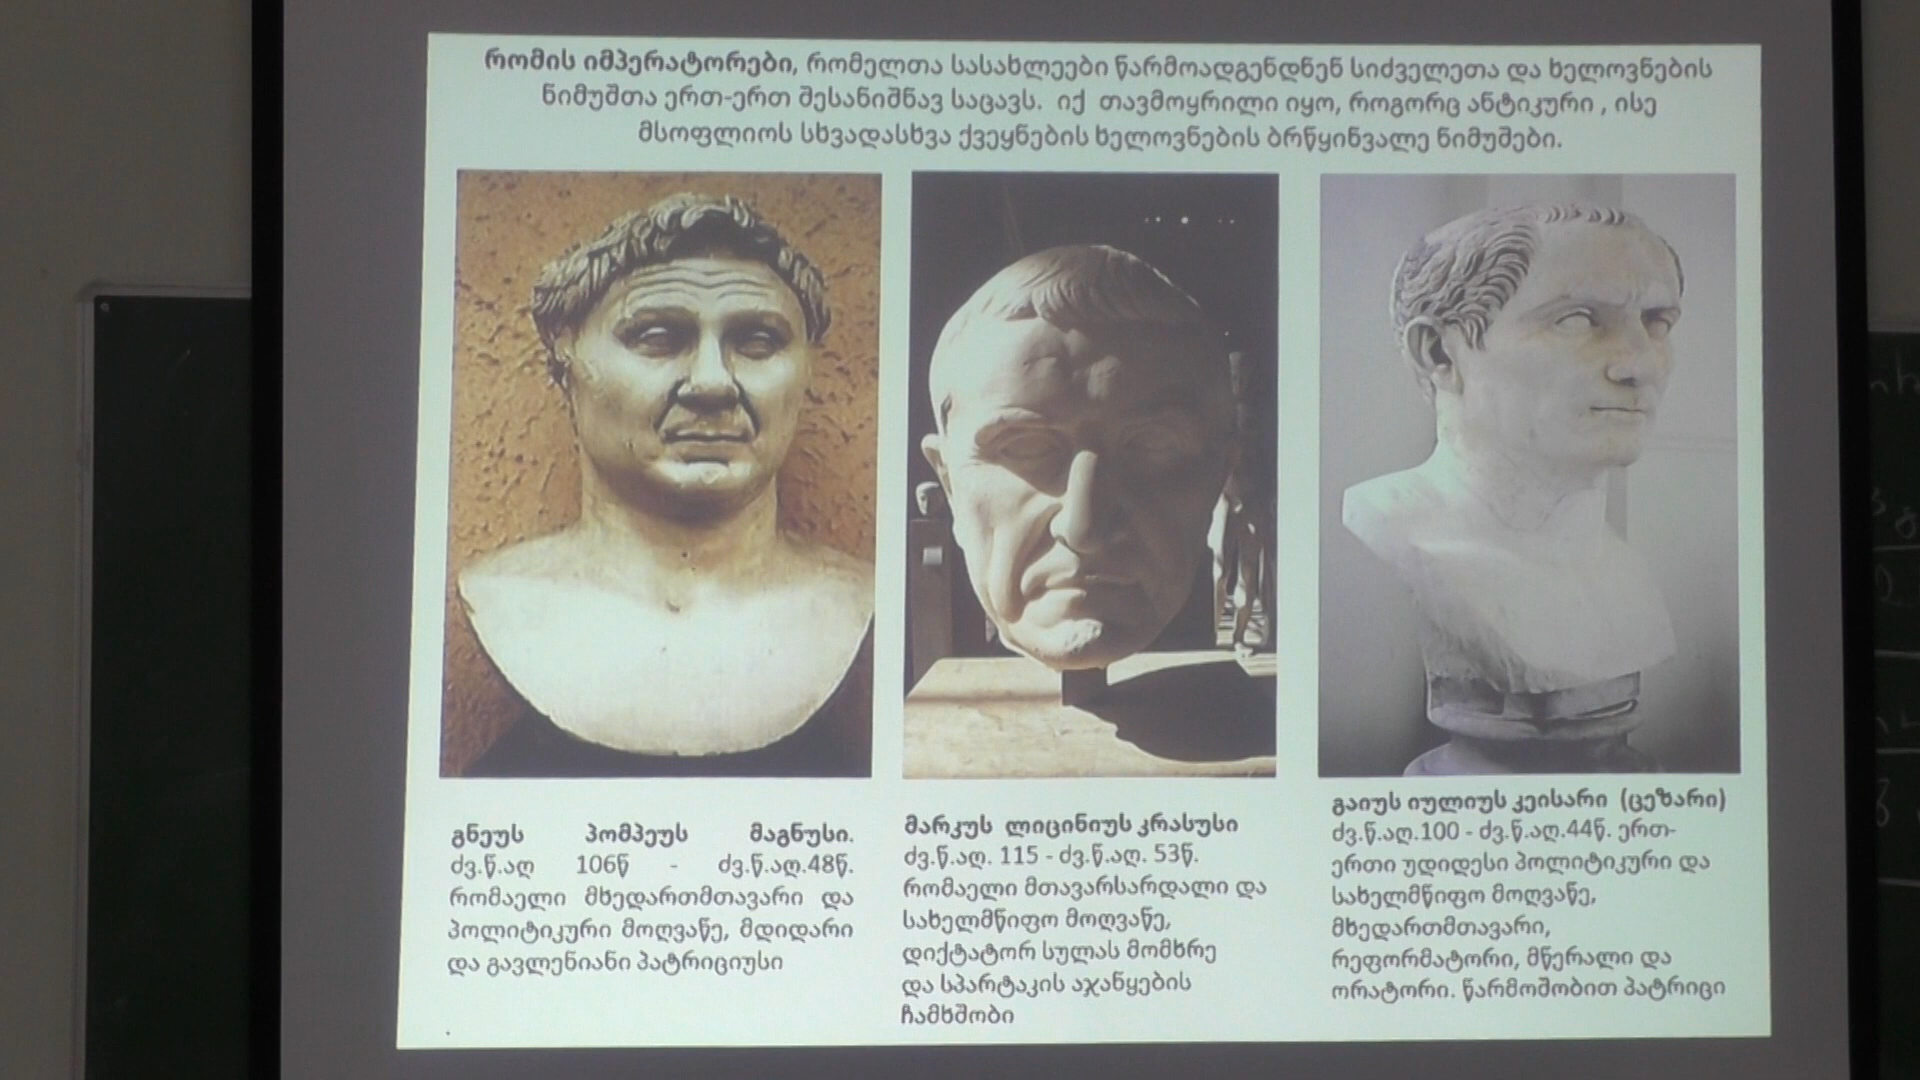 რომის იმპერატორები, რომელთა სასახლეები წარმოადგენდნენ სიძველეთა და ხელოვნების
ნიმუშთა ერთ-ერთ შესანიშნავ საცავს. იქ თავმოყრილი იყო, როგორც ანტიკური , ისე
მსოფლიოს სხვადასხვა ქვეყნების ხელოვნების ბრწყინვალე ნიმუშები.
გნეუს პომპეუს მაგნუსი.
ძვ.წ.აღ 106წ - ძვ.წ.აღ.48წ.
რომაელი მხედართმთავარი და
პოლიტიკური მოღვაწე, მდიდარი
და გავლენიანი პატრიციუსი
მარკუს ლიცინიუს კრასუსი
ძვ.წ.აღ. 115 - ძვ.წ.აღ. 53წ.
რომაელი მთავარსარდალი და
სახელმწიფო მოღვაწე,
დიქტატორ სულას მომხრე
და სპარტაკის აჯანყების
ჩამხშობი
გაიუს იულიუს კეისარი (ცეზარი)
ძვ.წ.აღ.100 - ძვ.წ.აღ.44წ. ერთ-
ერთი უდიდესი პოლიტიკური და
სახელმწიფო მოღვაწე,
მხედართმთავარი,
რეფორმატორი, მწერალი და
ორატორი. წარმოშობით პატრიცი